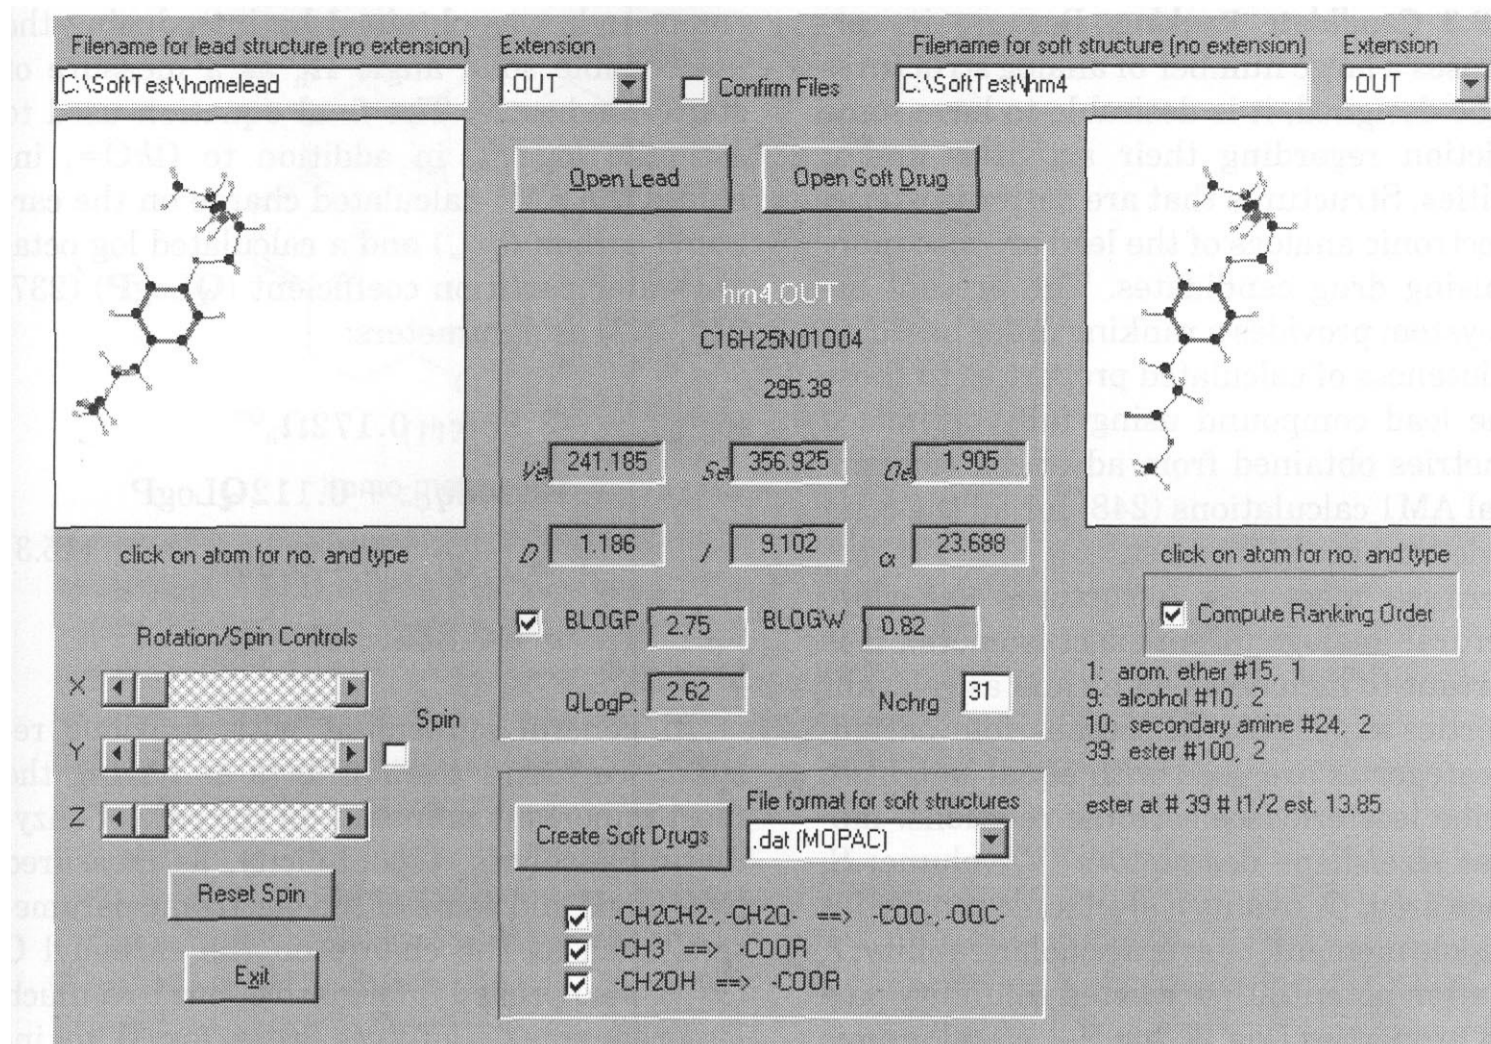 Filename for lead structure (no extension) Extension Filename for soft structure (no extension) Extension
C:\SoftTest\homelead .OUT Confirm Files C:\SoftTest\hm4 .OUT
Open Lead Open Soft Drug
hm4.OUT
C16H25N01O04
295.38
Ve 241.185 Se 356.925 Oe 1.905
D 1.186 I 9.102 α 23.688
click on atom for no. and type click on atom for no. and type
BLOGP 2.75 BLOGW 0.82 Compute Ranking Order
Rotation/Spin Controls
QLogP: 2.62 Nchrg 31
X
Spin
Y
Z
1: arom. ether #15, 1
9: alcohol #10, 2
10: secondary amine #24, 2
39: ester #100, 2
ester at # 39 # t1/2 est. 13.85
Create Soft Drugs File format for soft structures
.dat (MOPAC)
Reset Spin
-CH2CH2-, -CH2O- ==> -COO-, -OOC-
-CH3 ==> -COOR
-CH2OH ==> -COOR
Exit